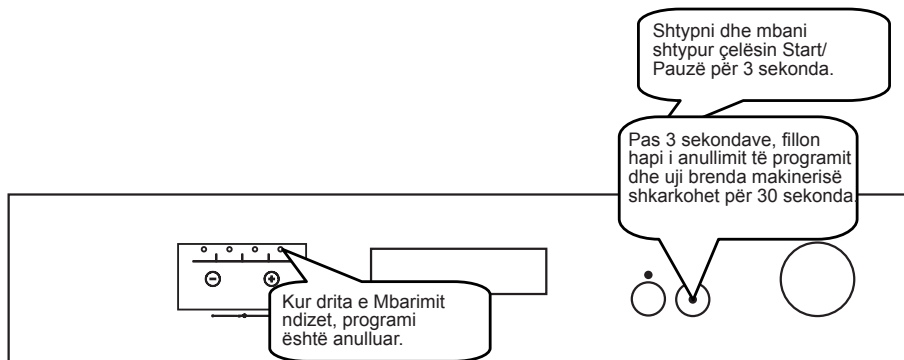 Shtypni dhe mbani
shtypur çelësin Start/
Pauzë për 3 sekonda.
Pas 3 sekondave, fillon
hapi i anullimit të programit
dhe uji brenda makinerisë
shkarkohet për 30 sekonda.
Kur drita e Mbarimit
ndizet, programi
është anulluar.